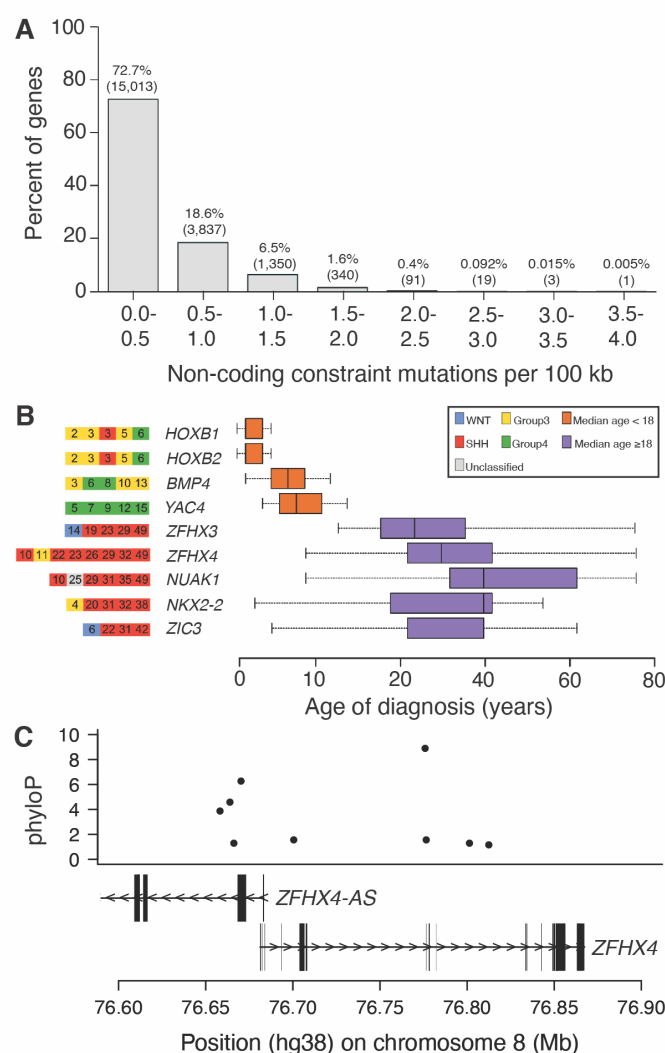 A
100
80
60
40
20
0
Percent of genes
72.7%
(15,013)
18.6%
(3,837)
6.5%
(1,350)
1.6%
(340)
0.4%
(91)
0.092%
(19)
0.015%
(3)
0.005%
(1)
0.0-
0.5
0.5-
1.0
1.0-
1.5
1.5-
2.0
2.0-
2.5
2.5-
3.0
3.0-
3.5
3.5-
4.0
Non-coding constraint mutations per 100 kb
B
2 3 3 5 6 HOXB1
2 3 3 5 6 HOXB2
3 6 8 10 13 BMP4
5 7 9 12 15 YAC4
14 19 23 29 49 ZFHX3
10 11 22 23 26 29 32 49 ZFHX4
10 25 29 31 35 49 NUAK1
4 20 31 32 38 NKX2-2
6 22 31 42 ZIC3
WNT Group3 Median age < 18
SHH Group4 Median age ≥18
Unclassified
0 10 20 40 60 80
Age of diagnosis (years)
C
10
8
6
4
2
0
phyloP
ZFHX4-AS
ZFHX4
76.60 76.65 76.70 76.75 76.80 76.85 76.90
Position (hg38) on chromosome 8 (Mb)